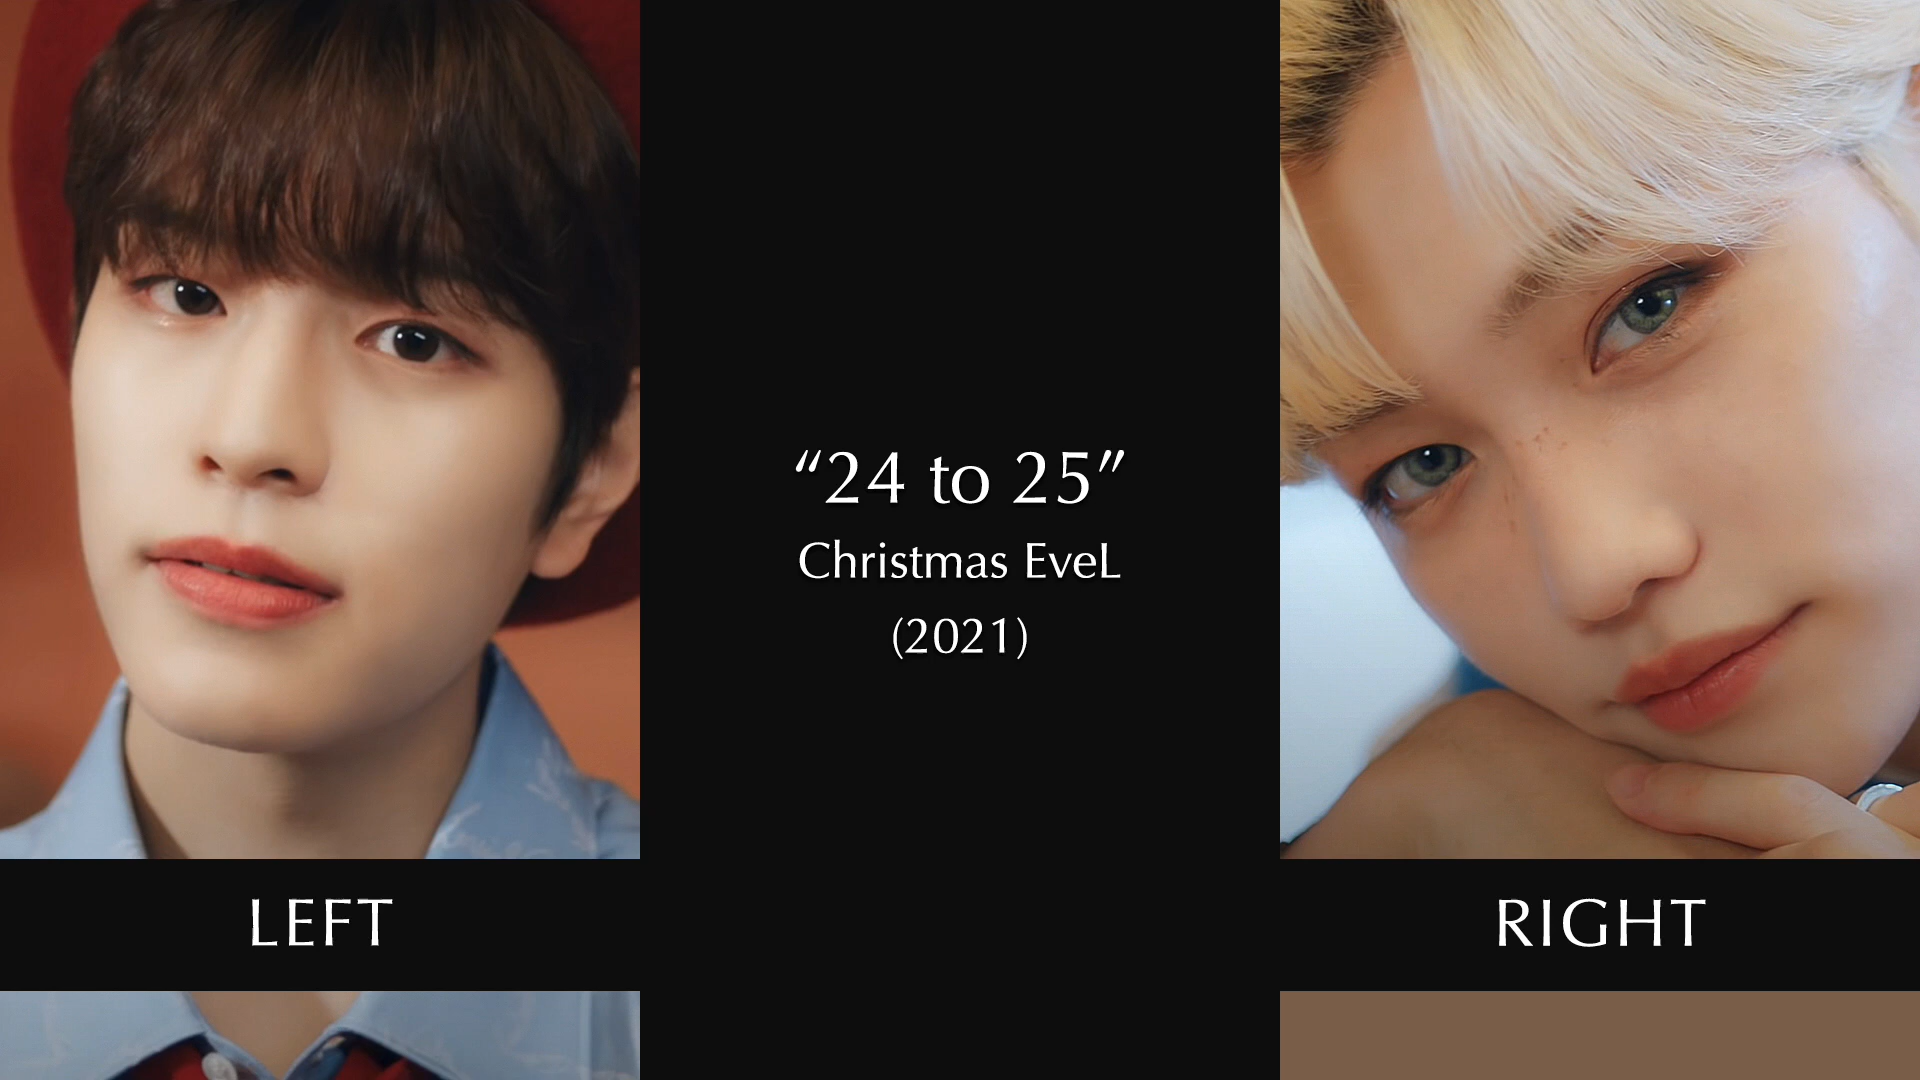 “24 to 25”
Christmas EveL
(2021)
LEFT
RIGHT